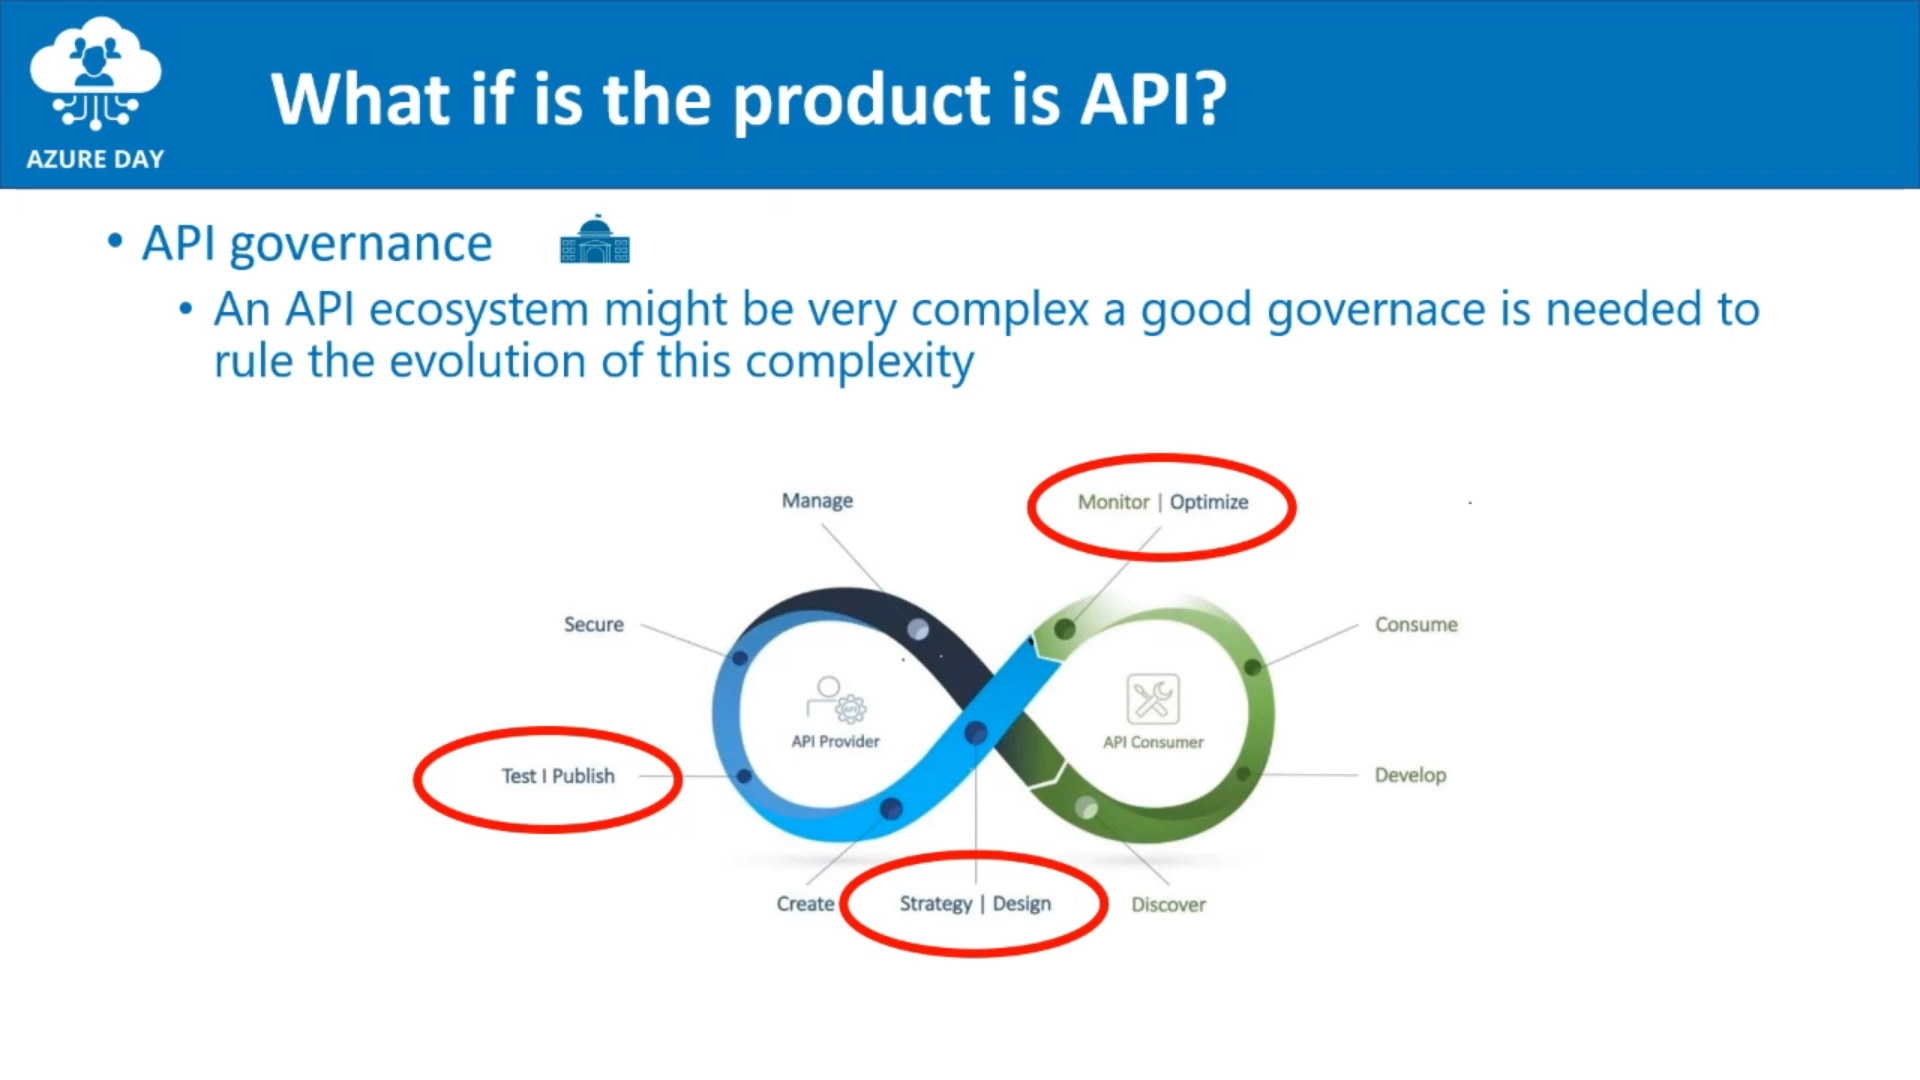 What if is the product is API?
AZURE DAY
• API governance
• An API ecosystem might be very complex a good governace is needed to
rule the evolution of this complexity
Manage
Monitor | Optimize
Secure
Consume
API
API Provider
API Consumer
Test I Publish
Develop
Create
Strategy | Design
Discover